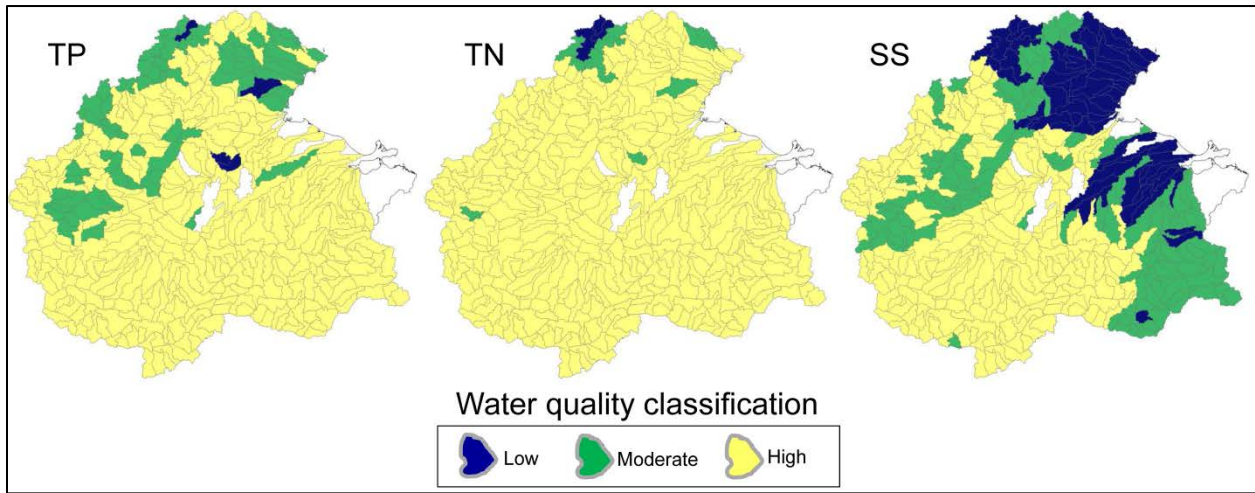 TP
TN
SS
Water quality classification
Low
Moderate
High